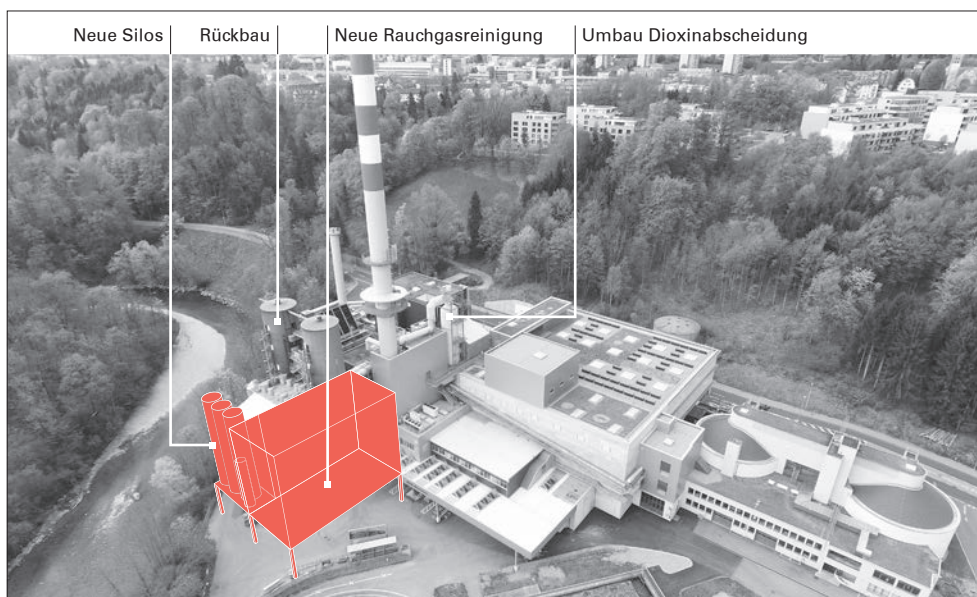 Neue Silos
Rückbau
Neue Rauchgasreinigung
Umbau Dioxinabscheidung